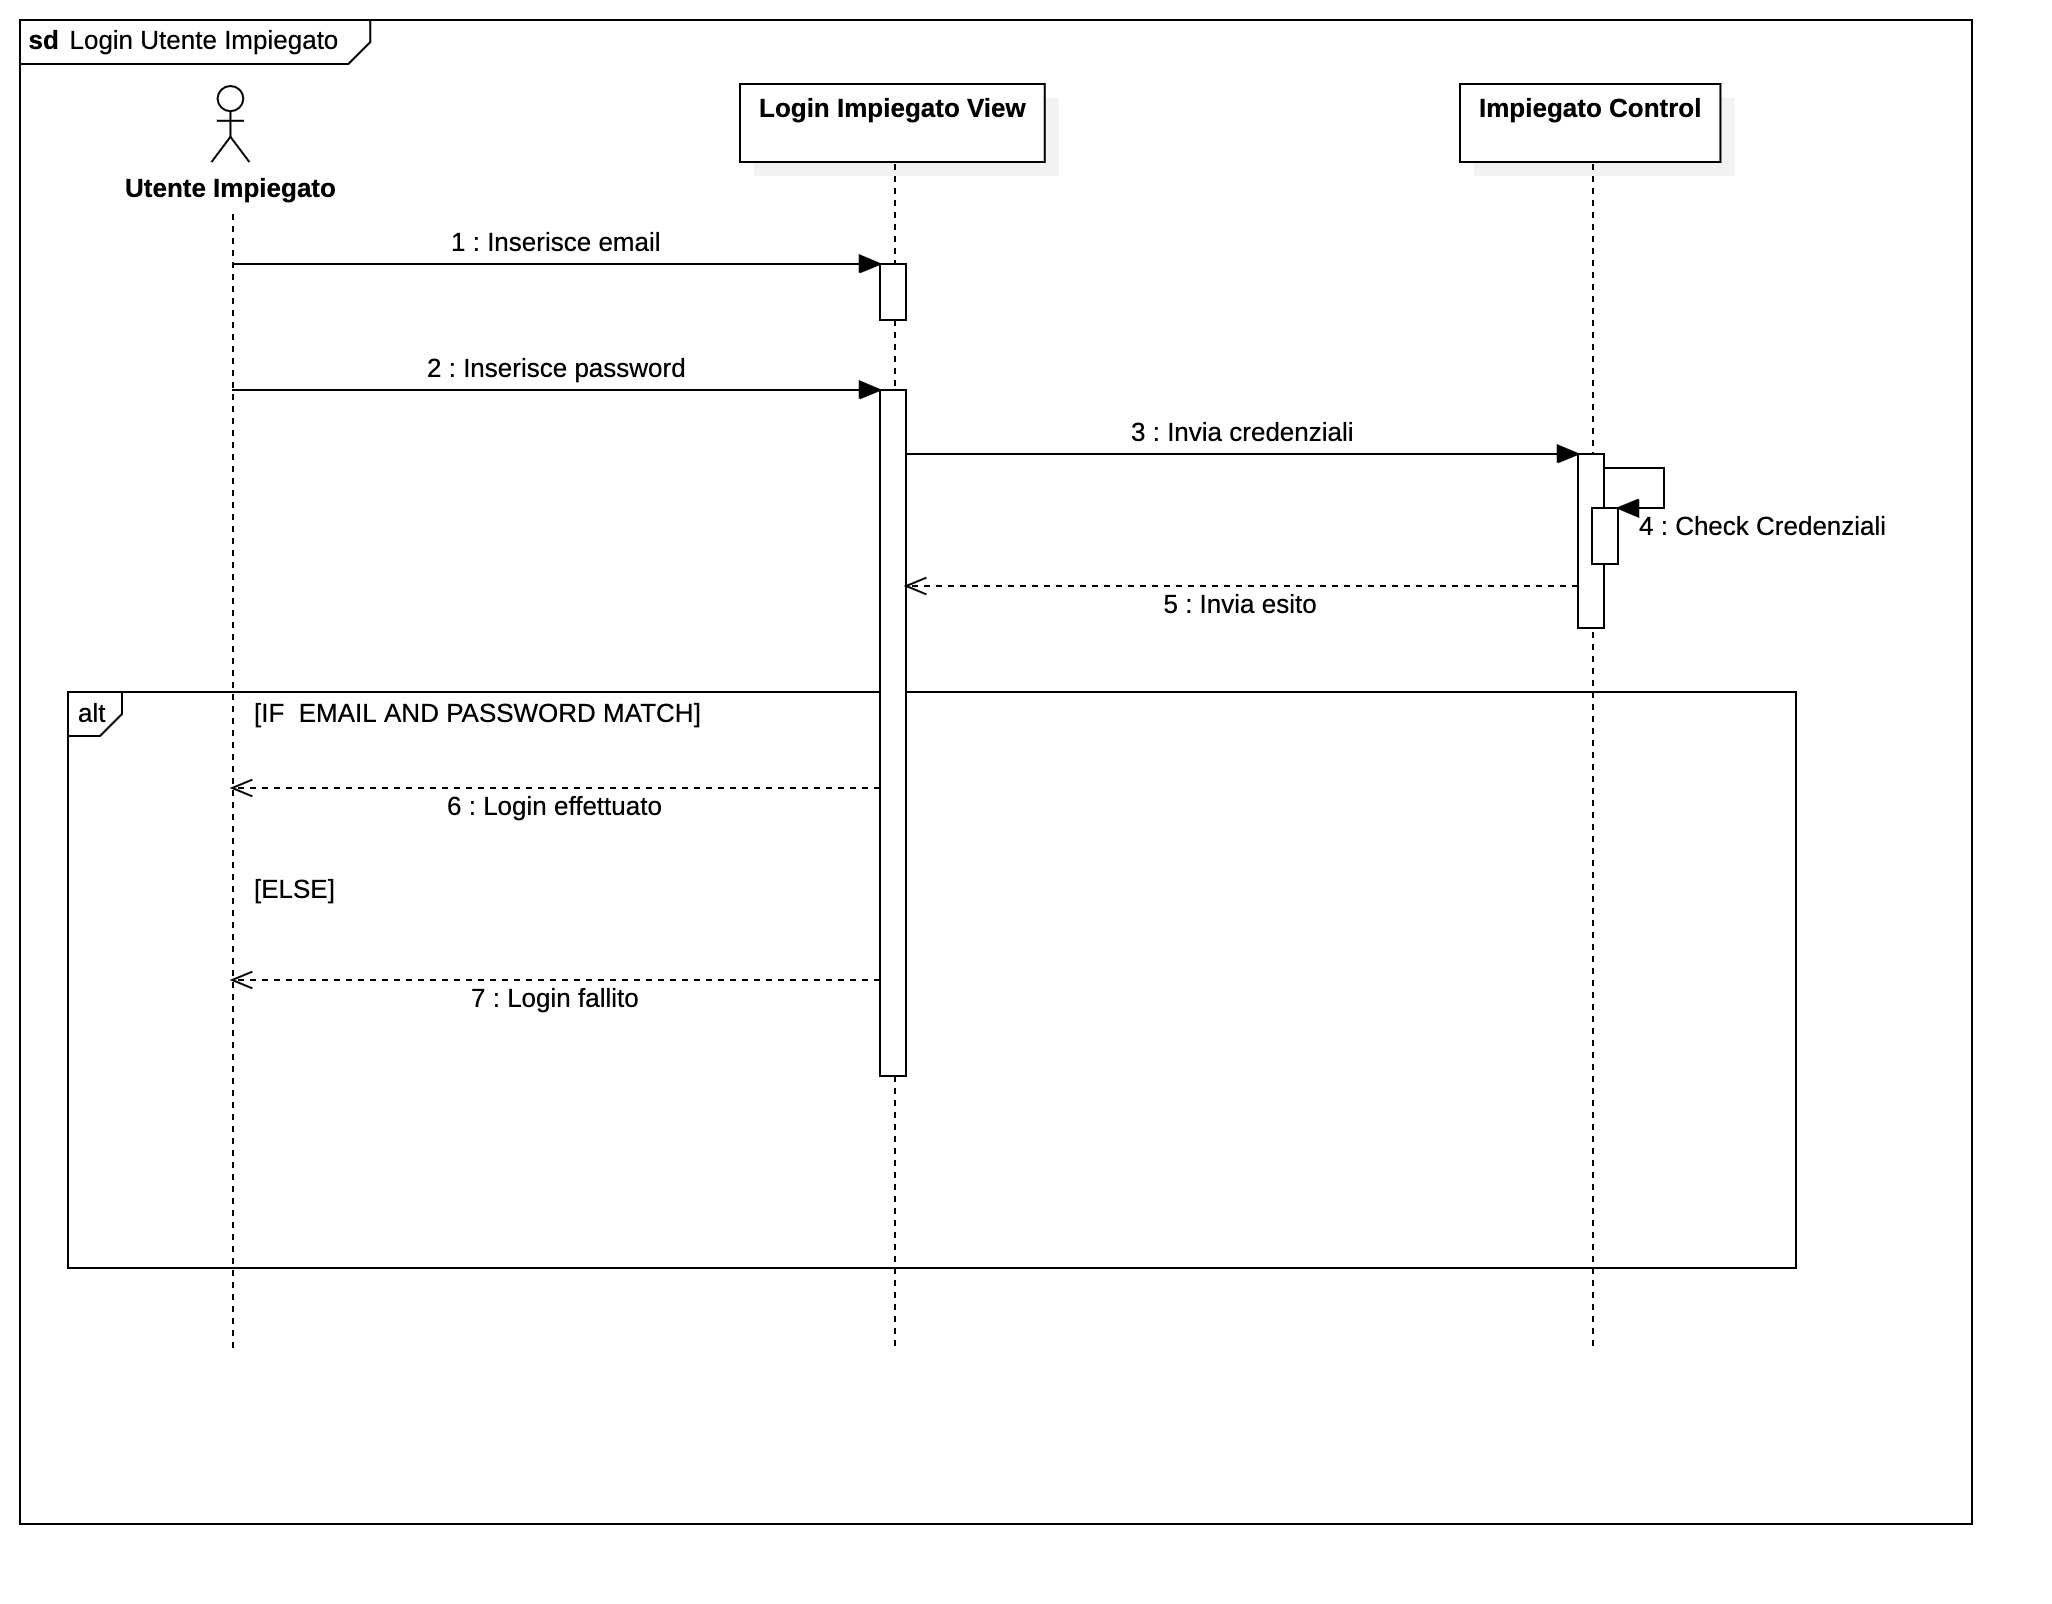 sd Login Utente Impiegato
Login Impiegato View
Impiegato Control
Utente Impiegato
1 : Inserisce email
2 : Inserisce password
3 : Invia credenziali
4 : Check Credenziali
5 : Invia esito
alt
[IF  EMAIL AND PASSWORD MATCH]
6 : Login effettuato
[ELSE]
7 : Login fallito